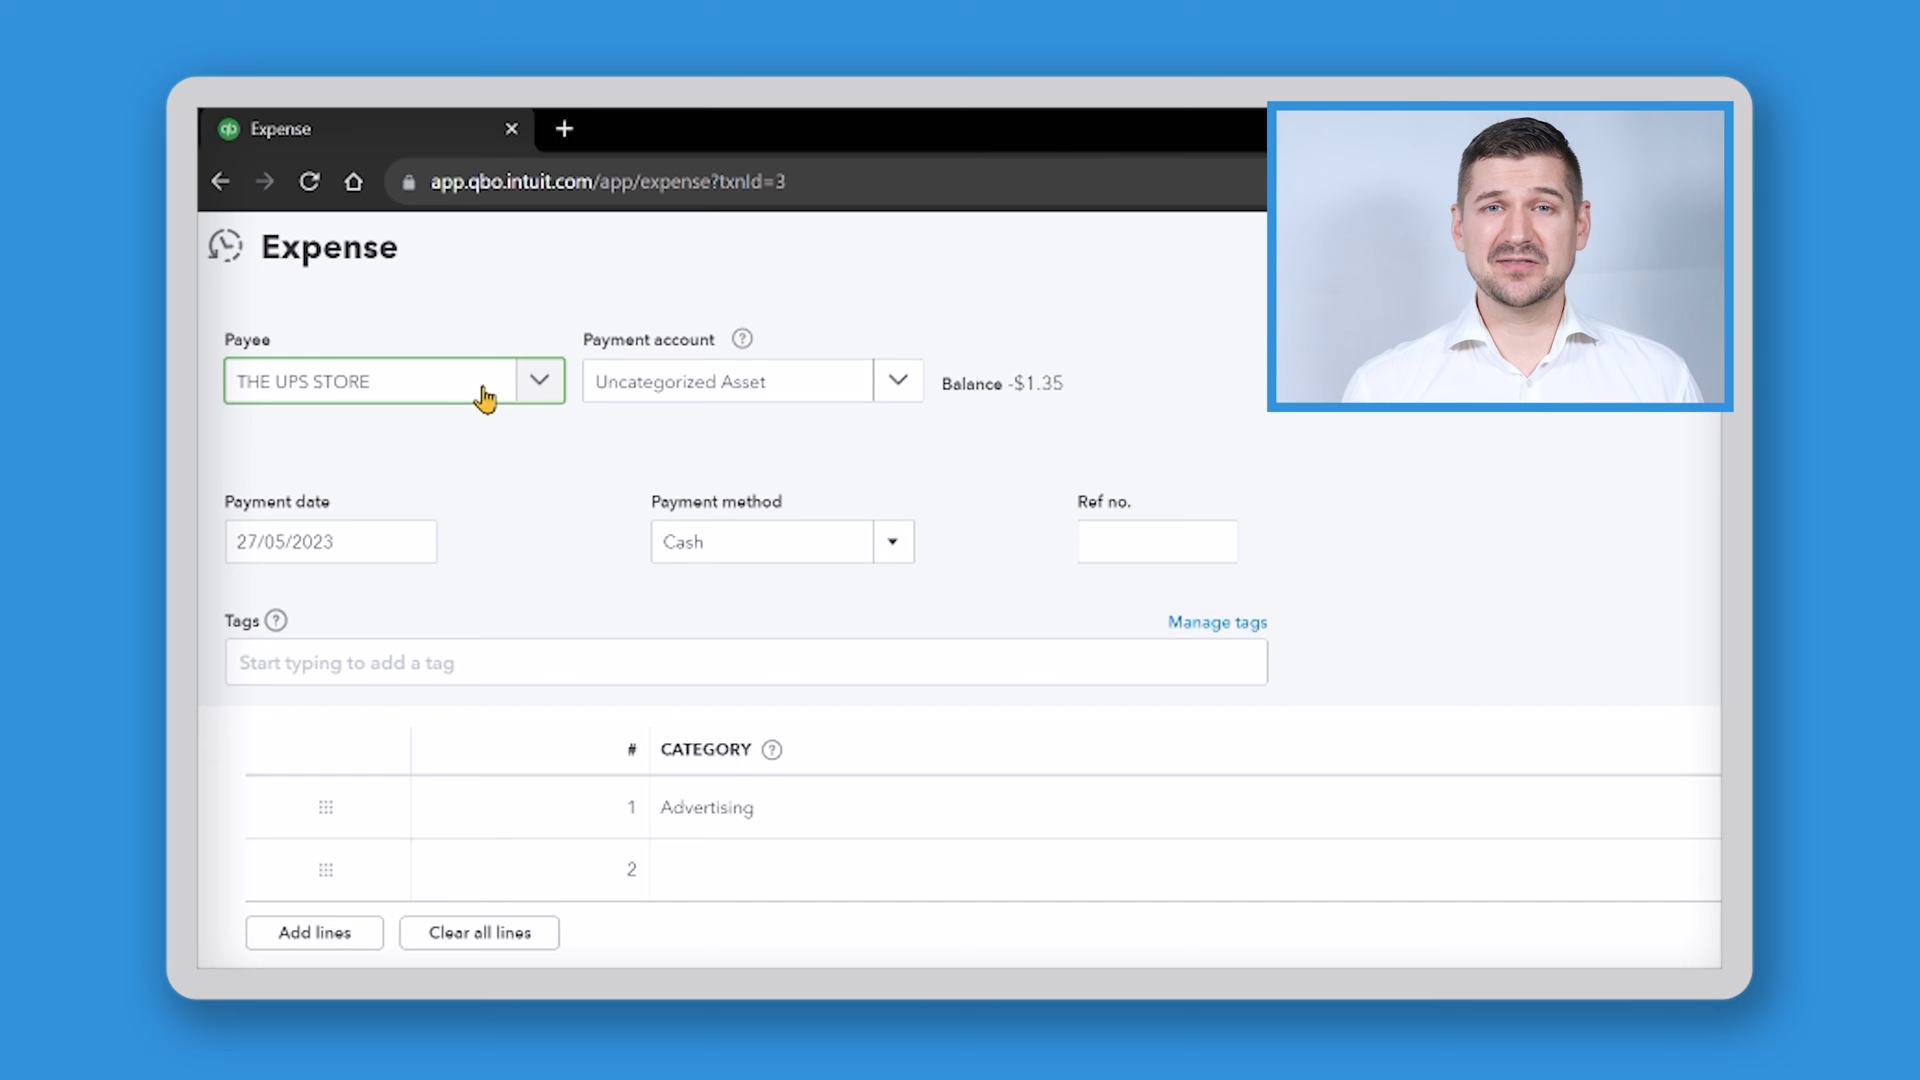 qb Expense
app.qbo.intuit.com/app/expense?txnId=3
Expense
Payee
Payment account ?
THE UPS STORE
Uncategorized Asset
Balance -$1.35
Payment date
Payment method
Ref no.
27/05/2023
Cash
Tags ?
Manage tags
Start typing to add a tag
# CATEGORY ?
1 Advertising
2
Add lines
Clear all lines